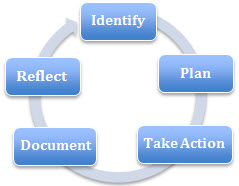 Identify
Plan
Take Action
Document
Reflect